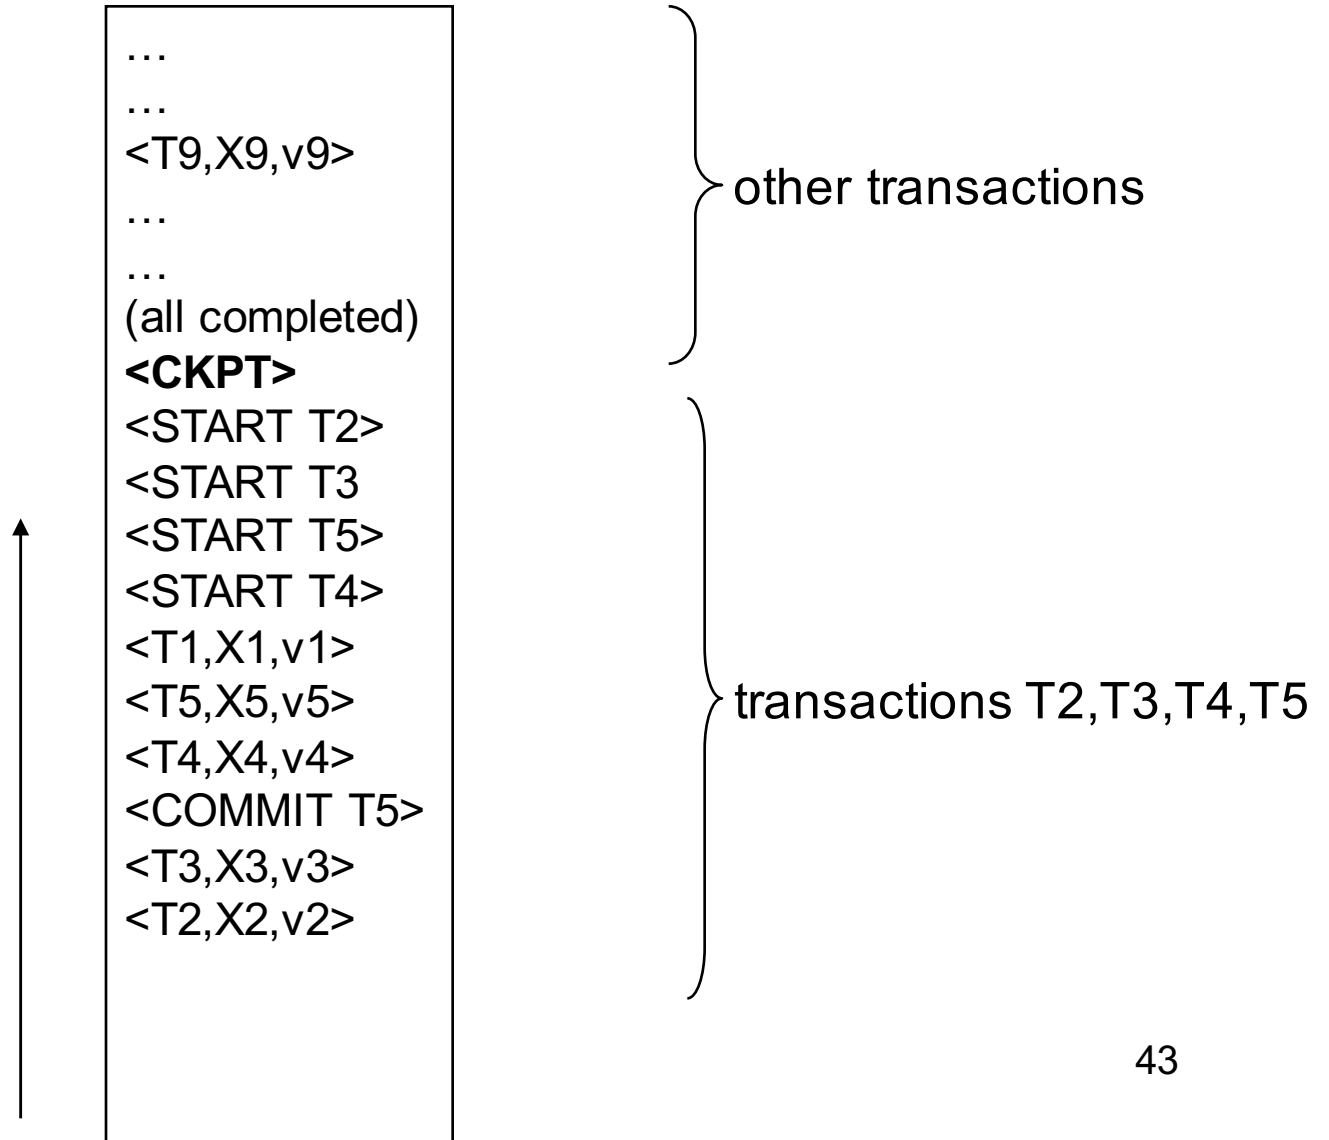 …
…
<T9,X9,v9>
…
…
(all completed)
<CKPT>
<START T2>
<START T3
<START T5>
<START T4>
<T1,X1,v1>
<T5,X5,v5>
<T4,X4,v4>
<COMMIT T5>
<T3,X3,v3>
<T2,X2,v2>
other transactions
transactions T2,T3,T4,T5
43